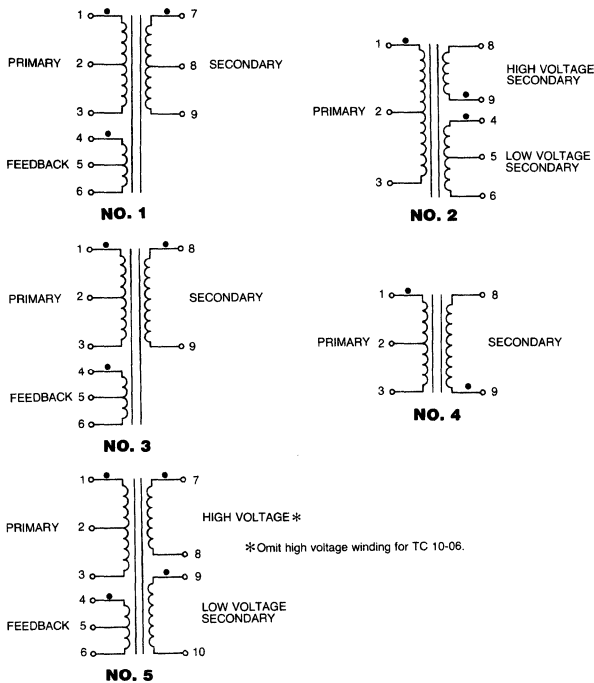 1 7
PRIMARY 2 8 SECONDARY
3 9
4
FEEDBACK 5
6
NO. 1
1 8
HIGH VOLTAGE
SECONDARY
9
PRIMARY 2
4
5 LOW VOLTAGE
SECONDARY
3 6
NO. 2
1 8
PRIMARY 2 SECONDARY
3 9
4
FEEDBACK 5
6
NO. 3
1 8
PRIMARY 2 SECONDARY
3 9
NO. 4
1 7
HIGH VOLTAGE*
PRIMARY 2
*Omit high voltage winding for TC 10-06.
8
3 9
4
LOW VOLTAGE
SECONDARY
FEEDBACK 5
6 10
NO. 5